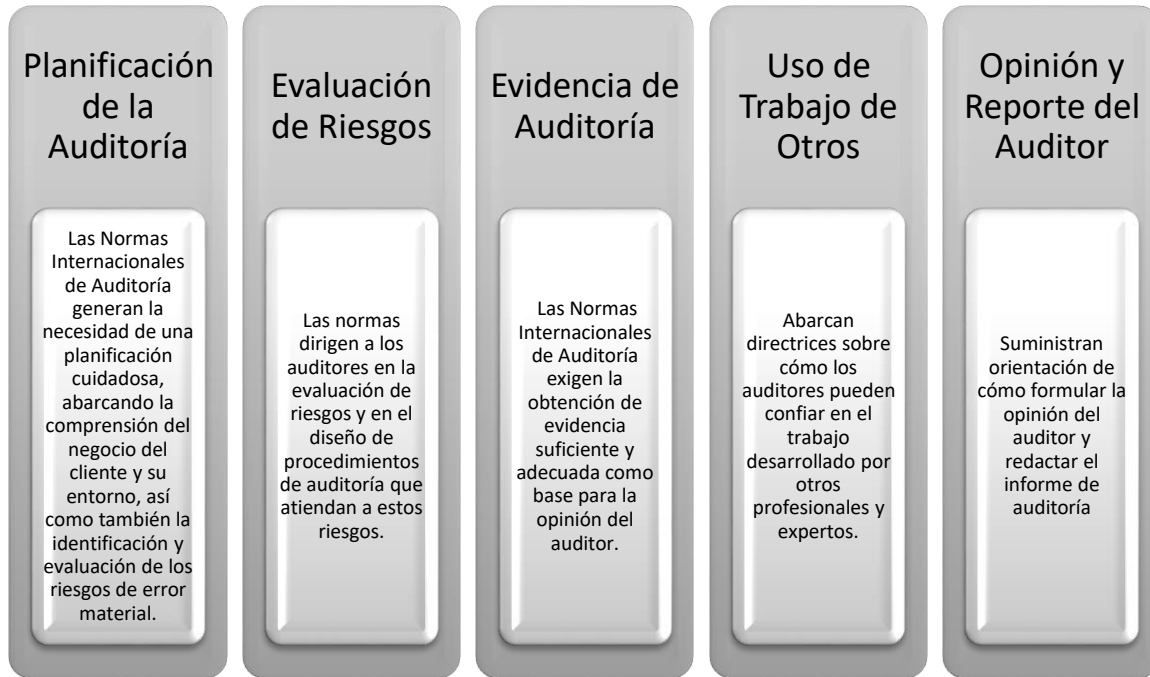 Planificación
de la
Auditoría
Las Normas
Internacionales
de Auditoría
generan la
necesidad de una
planificación
cuidadosa,
abarcando la
comprensión del
negocio del
cliente y su
entorno, así
como también la
identificación y
evaluación de los
riesgos de error
material.
Evaluación
de Riesgos
Las normas
dirigen a los
auditores en la
evaluación de
riesgos y en el
diseño de
procedimientos
de auditoría que
atiendan a estos
riesgos.
Evidencia de
Auditoría
Las Normas
Internacionales
de Auditoría
exigen la
obtención de
evidencia
suficiente y
adecuada como
base para la
opinión del
auditor.
Uso de
Trabajo de
Otros
Abarcan
directrices sobre
cómo los
auditores pueden
confiar en el
trabajo
desarrollado por
otros
profesionales y
expertos.
Opinión y
Reporte del
Auditor
Suministran
orientación de
cómo formular la
opinión del
auditor y
redactar el
informe de
auditoría